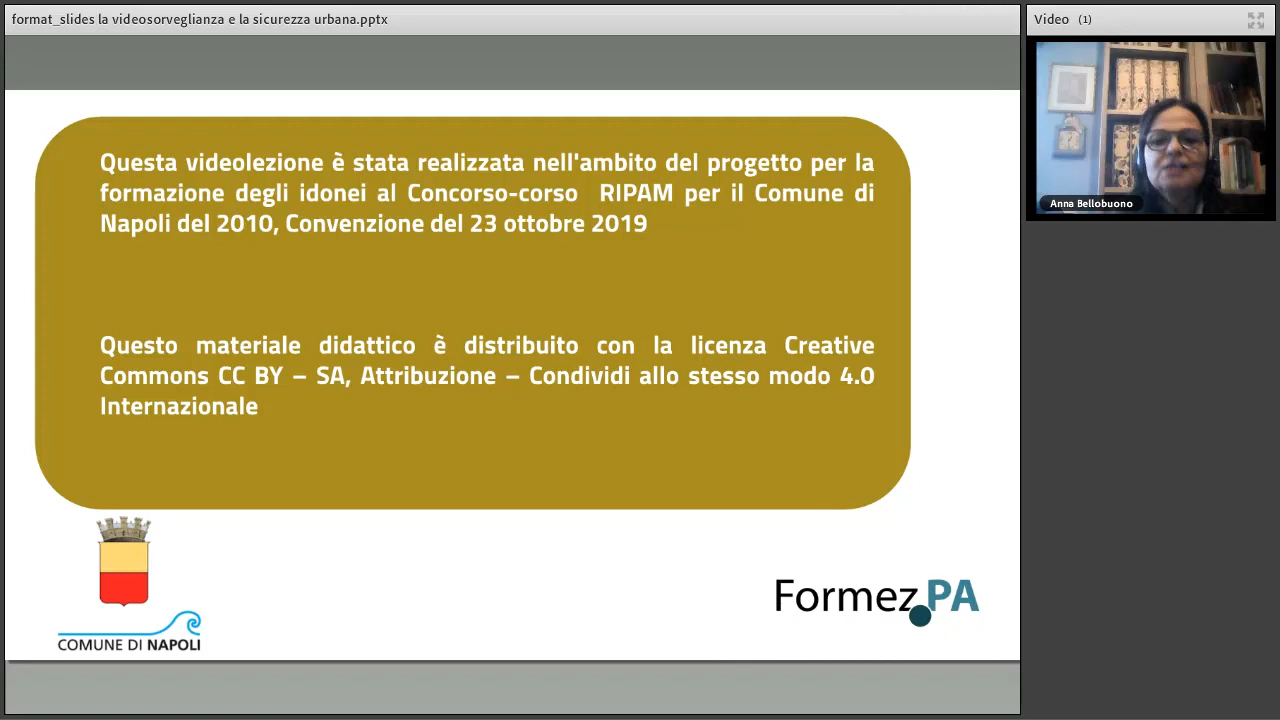 format_slides la videosorveglianza e la sicurezza urbana.pptx
Video (1)
Anna Bellobuono
Questa videolezione è stata realizzata nell'ambito del progetto per la
formazione degli idonei al Concorso-corso RIPAM per il Comune di
Napoli del 2010, Convenzione del 23 ottobre 2019
Questo materiale didattico è distribuito con la licenza Creative
Commons CC BY – SA, Attribuzione – Condividi allo stesso modo 4.0
Internazionale
COMUNE DI NAPOLI
Formez PA